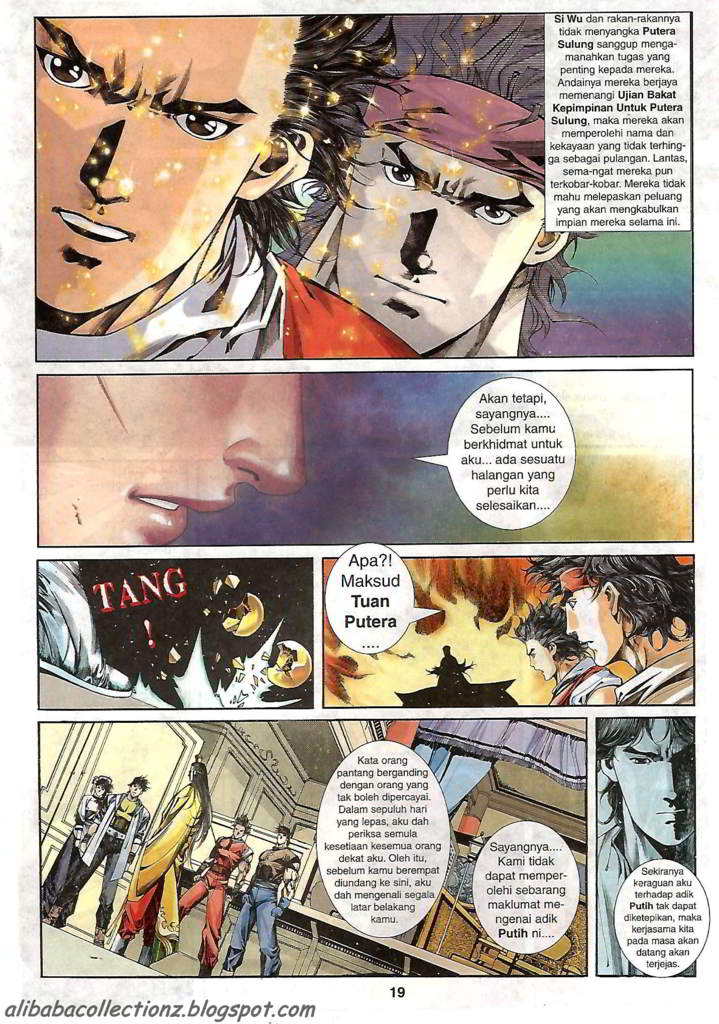 Si Wu dan rakan-rakannya
tidak menyangka Putera
Sulung sanggup menga-
manahkan tugas yang
penting kepada mereka.
Andainya mereka berjaya
memenangi Ujian Bakat
Kepimpinan Untuk Putera
Sulung, maka mereka akan
memperolehi nama dan
kekayaan yang tidak terhing-
ga sebagai pulangan. Lantas,
sema-ngat mereka pun
terkobar-kobar. Mereka tidak
mahu melepaskan peluang
yang akan mengkabulkan
impian mereka selama ini.
Akan tetapi,
sayangnya....
Sebelum kamu
berkhidmat untuk
aku... ada sesuatu
halangan yang
perlu kita
selesaikan....
TANG
!
Apa?!
Maksud
Tuan
Putera
....
Kata orang
pantang berganding
dengan orang yang
tak boleh dipercayai.
Dalam sepuluh hari
yang lepas, aku dah
periksa semula
kesetiaan kesemua orang
dekat aku. Oleh itu,
sebelum kamu berempat
diundang ke sini, aku
dah mengenali segala
latar belakang
kamu.
Sayangnya....
Kami tidak
dapat memper-
olehi sebarang
maklumat me-
ngenai adik
Putih ni....
Sekiranya
keraguan aku
terhadap adik
Putih tak dapat
diketepikan, maka
kerjasama kita
pada masa akan
datang akan
terjejas.
19
alibabacollectionz.blogspot.com